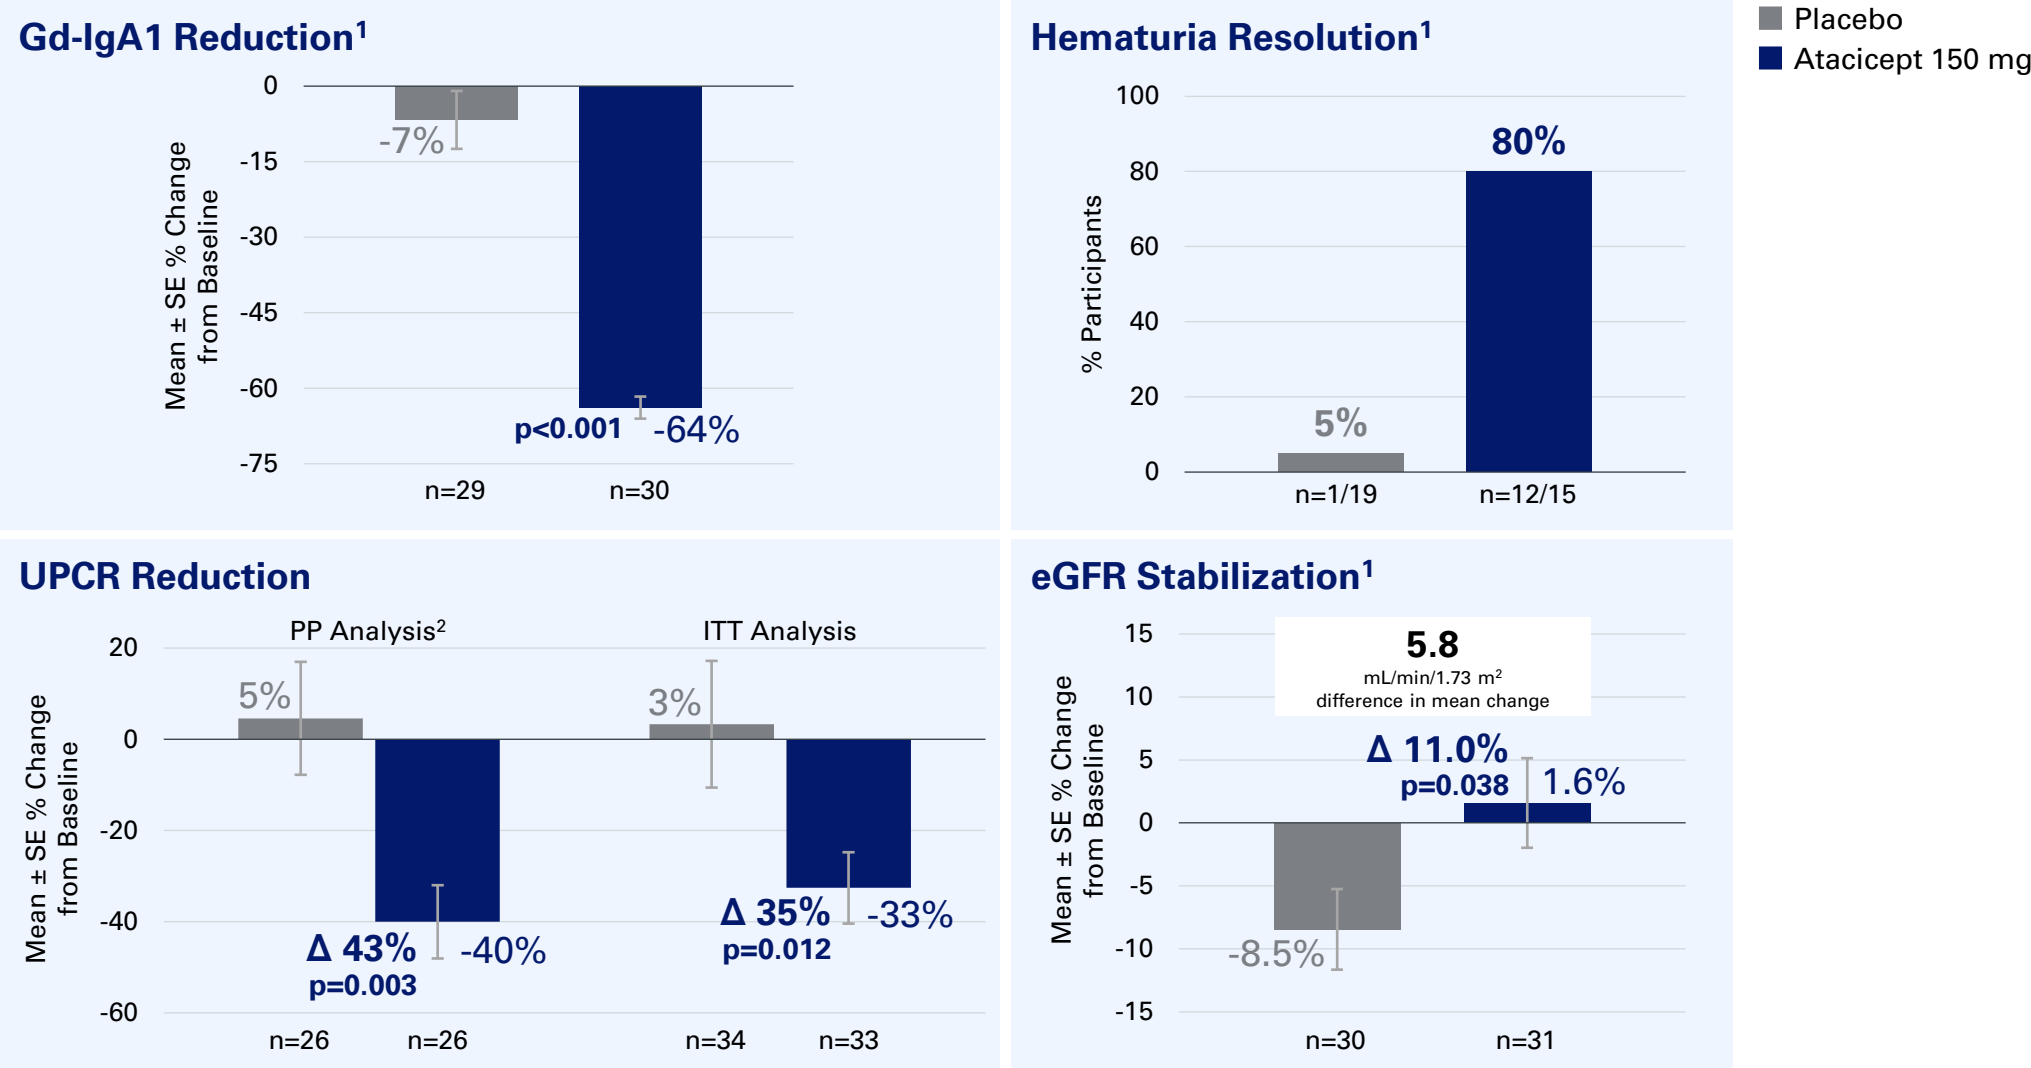 Placebo
Atacicept 150 mg
Gd-IgA1 Reduction¹
Mean ± SE % Change
from Baseline
0
-15
-30
-45
-60
-75
-7%
p<0.001
-64%
n=29
n=30
Hematuria Resolution¹
% Participants
100
80
60
40
20
0
5%
80%
n=1/19
n=12/15
UPCR Reduction
Mean ± SE % Change
from Baseline
PP Analysis²
ITT Analysis
20
0
-20
-40
-60
5%
Δ 43%
p=0.003
-40%
3%
Δ 35%
p=0.012
-33%
n=26
n=26
n=34
n=33
eGFR Stabilization¹
Mean ± SE % Change
from Baseline
15
10
5
0
-5
-10
-15
5.8
mL/min/1.73 m²
difference in mean change
Δ 11.0%
p=0.038
1.6%
-8.5%
n=30
n=31